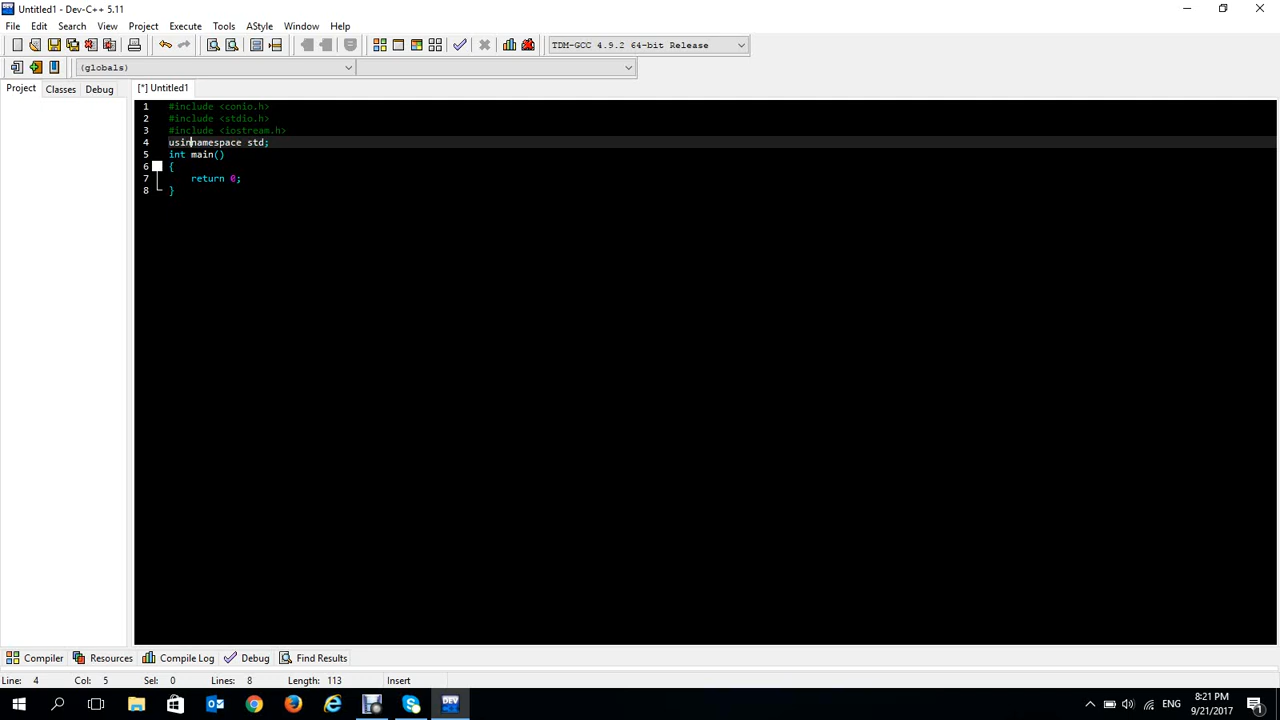 Untitled1 - Dev-C++ 5.11
File Edit Search View Project Execute Tools AStyle Window Help
TDM-GCC 4.9.2 64-bit Release
(globals)
Project Classes Debug [*] Untitled1
1 #include <conio.h>
2 #include <stdio.h>
3 #include <iostream.h>
4 usinnamespace std;
5 int main()
6 {
7 return 0;
8 }
Compiler Resources Compile Log Debug Find Results
Line: 4 Col: 5 Sel: 0 Lines: 8 Length: 113 Insert
DEV
8:21 PM
ENG
9/21/2017
1